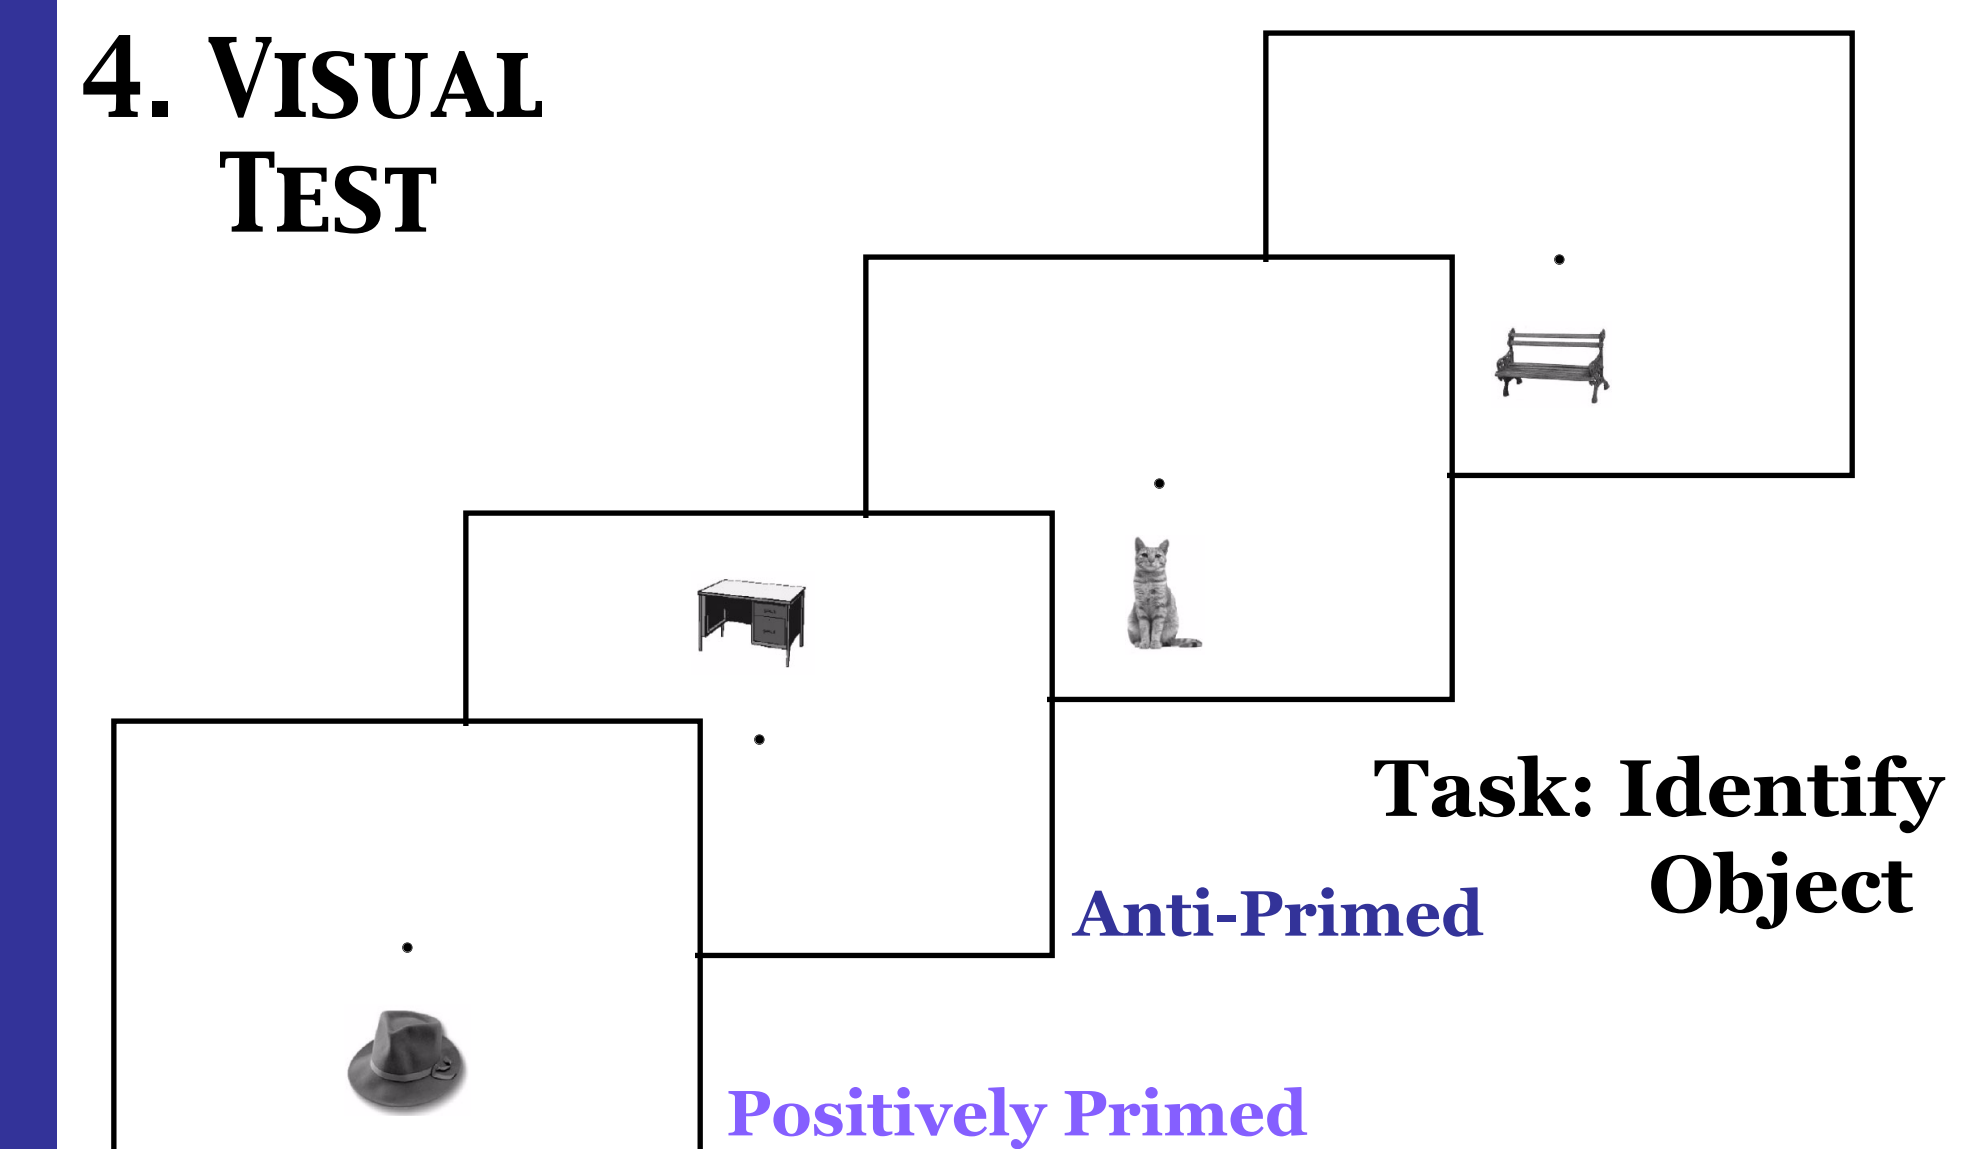 4. VISUAL
TEST
Task: Identify
Object
Anti-Primed
Positively Primed